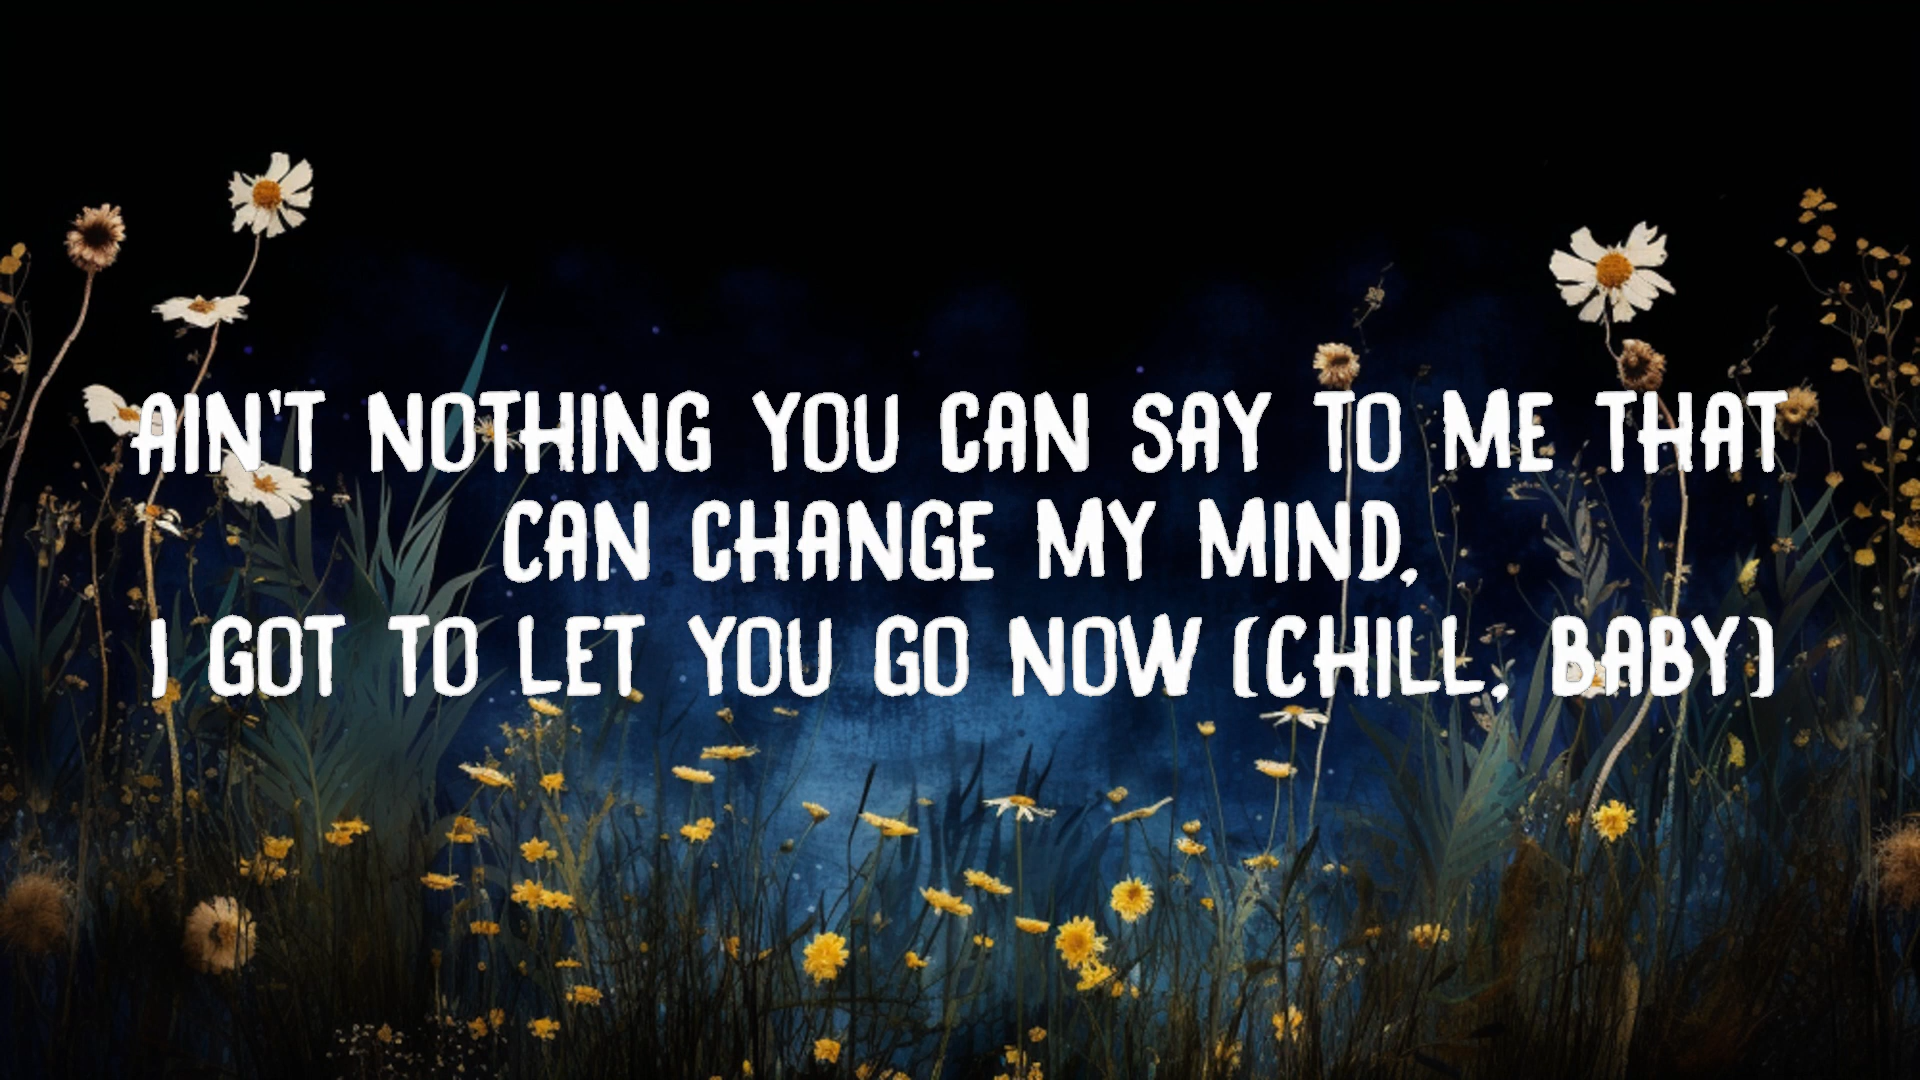 AIN'T NOTHING YOU CAN SAY TO ME THAT
CAN CHANGE MY MIND,
I GOT TO LET YOU GO NOW (CHILL, BABY)